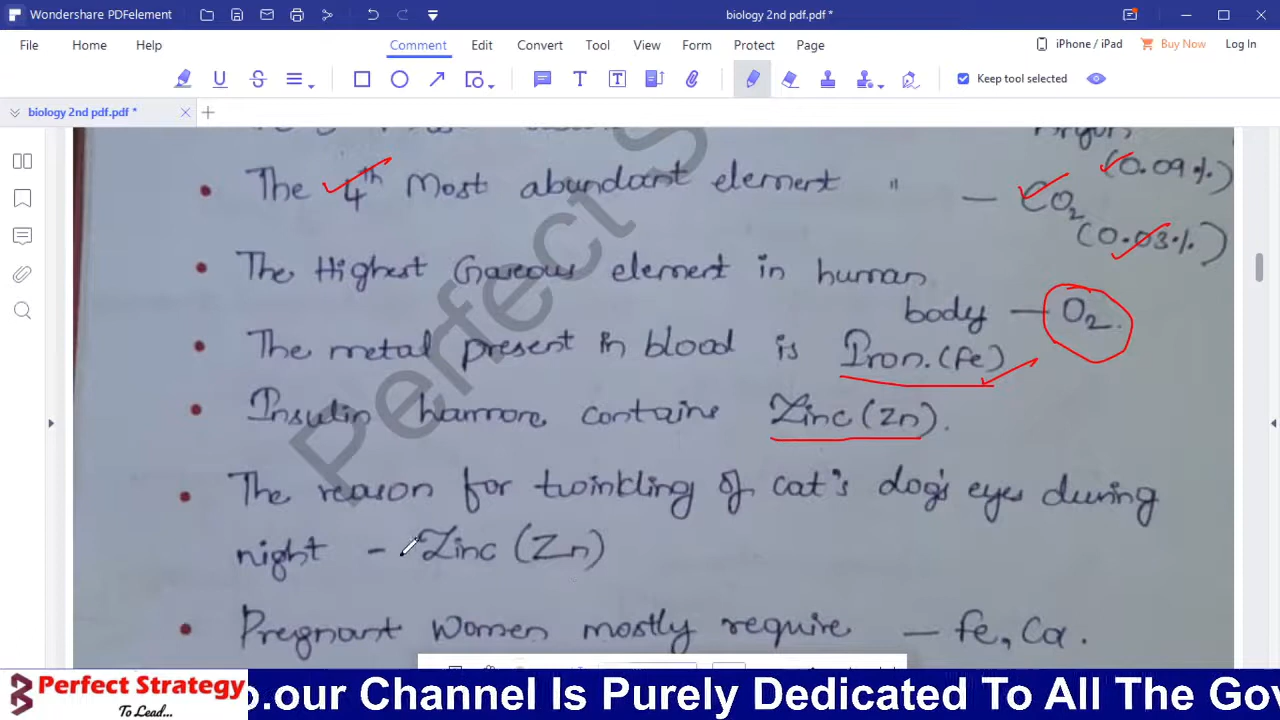 Wondershare PDFelement
biology 2nd pdf.pdf *
File Home Help Comment Edit Convert Tool View Form Protect Page iPhone / iPad Buy Now Log In
Keep tool selected
biology 2nd pdf.pdf *
Argon
(0.09%)
The 4th Most abundant element " — CO2
(0.03%)
The Highest Gaseous element in human
body — O2.
The metal present in blood is Iron.(Fe)
Insulin harmone contains Zinc (Zn).
The reason for twinkling of cat's dog's eyes during
night - Zinc (Zn)
Pregnant Women mostly require — Fe, Ca.
Perfect S
Perfect Strategy
To Lead...
o.our Channel Is Purely Dedicated To All The Gov